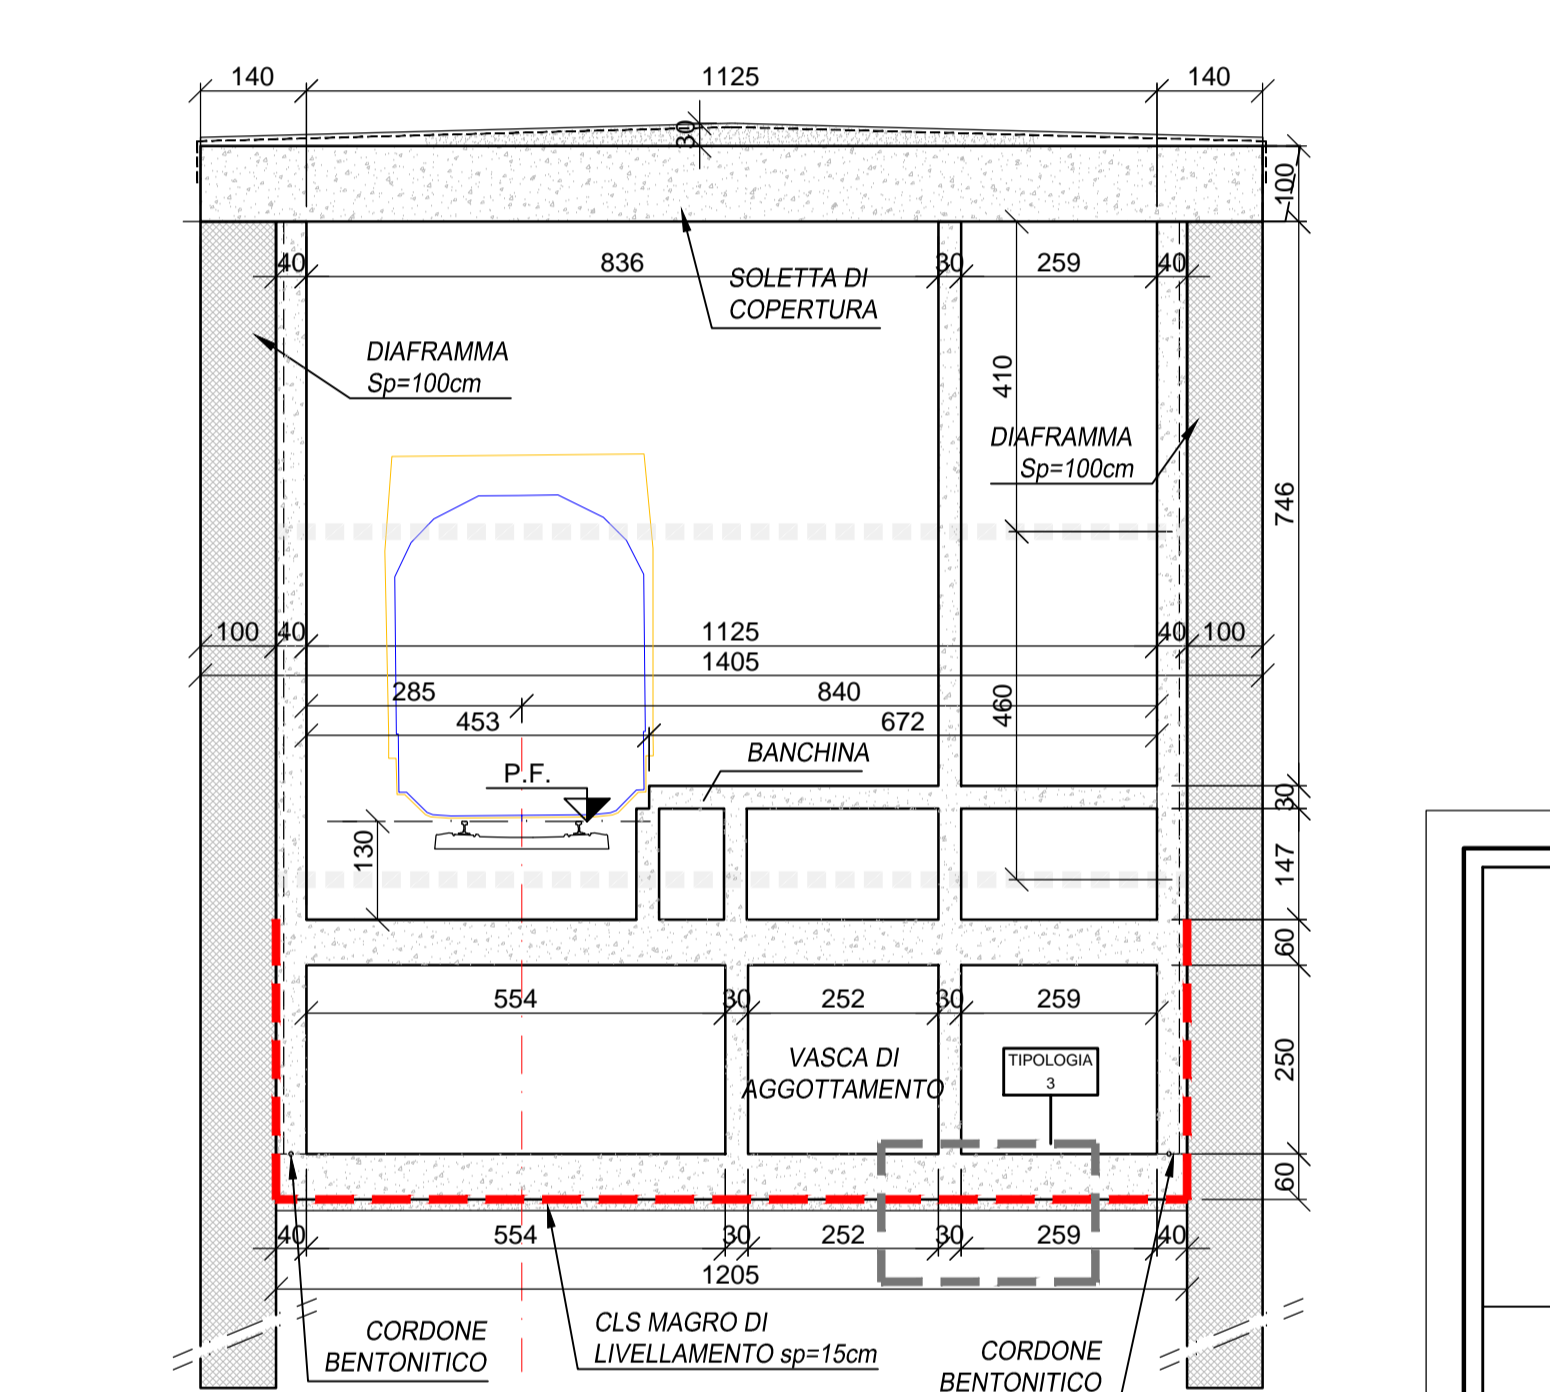 140 1125 140
30
100
40 836 30 259 40
SOLETTA DI
COPERTURA
DIAFRAMMA
Sp=100cm
410
DIAFRAMMA
Sp=100cm
746
100 40 1125 40 100
1405
285 840
460
453 672
BANCHINA
P.F.
30
130
147
60
554 30 252 30 259
VASCA DI
AGGOTTAMENTO
TIPOLOGIA
3
250
60
40 554 30 252 30 259 40
1205
CORDONE
BENTONITICO
CLS MAGRO DI
LIVELLAMENTO sp=15cm
CORDONE
BENTONITICO